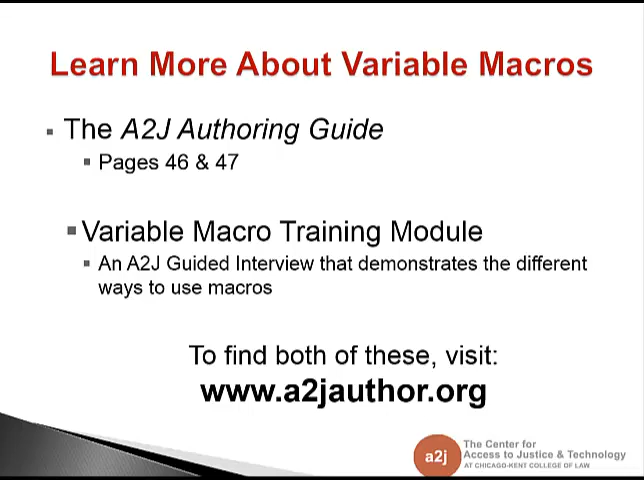 Learn More About Variable Macros
The A2J Authoring Guide
Pages 46 & 47
Variable Macro Training Module
An A2J Guided Interview that demonstrates the different
ways to use macros
To find both of these, visit:
www.a2jauthor.org
a2j
The Center for
Access to Justice & Technology
AT CHICAGO-KENT COLLEGE OF LAW